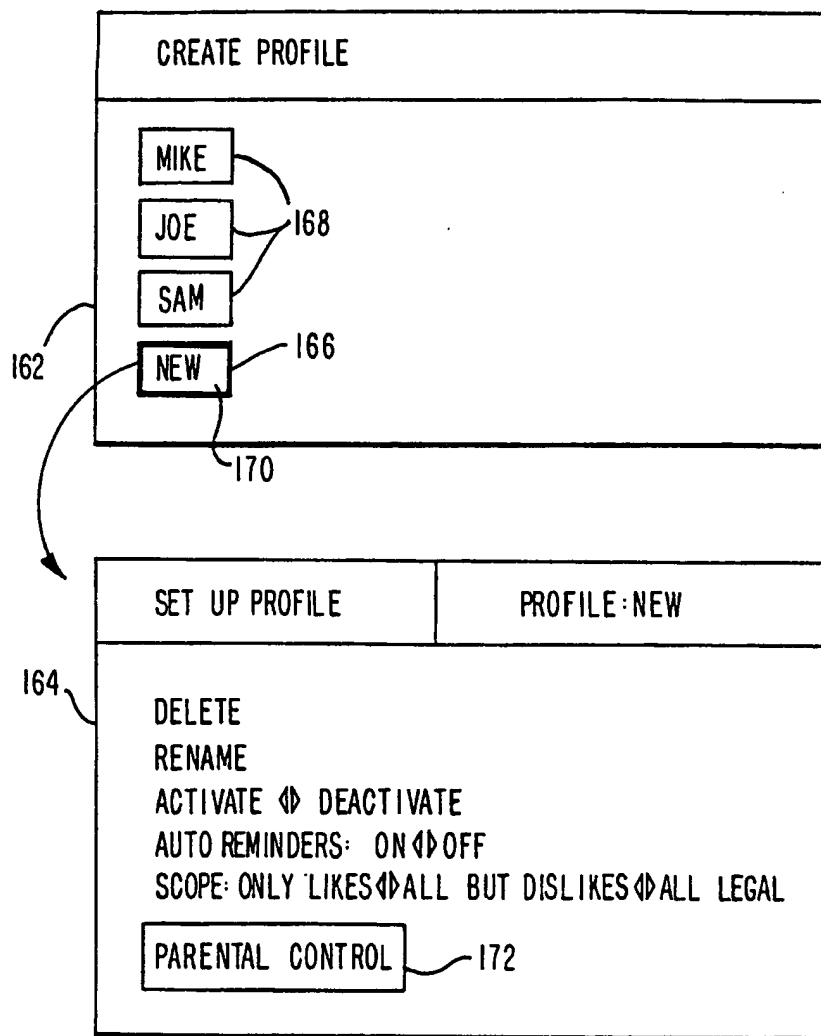 CREATE PROFILE
MIKE
JOE
168
SAM
162
NEW
166
170
SET UP PROFILE
PROFILE:NEW
164
DELETE
RENAME
ACTIVATE ◁▷ DEACTIVATE
AUTO REMINDERS: ON◁▷OFF
SCOPE: ONLY LIKES◁▷ALL BUT DISLIKES◁▷ALL LEGAL
PARENTAL CONTROL
172